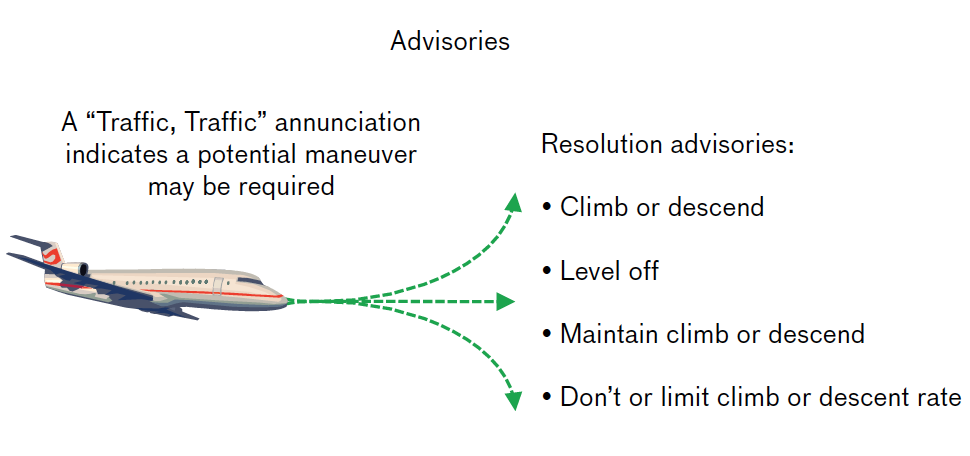 Advisories
A “Traffic, Traffic” annunciation
indicates a potential maneuver
may be required
Resolution advisories:
• Climb or descend
• Level off
• Maintain climb or descend
• Don’t or limit climb or descent rate